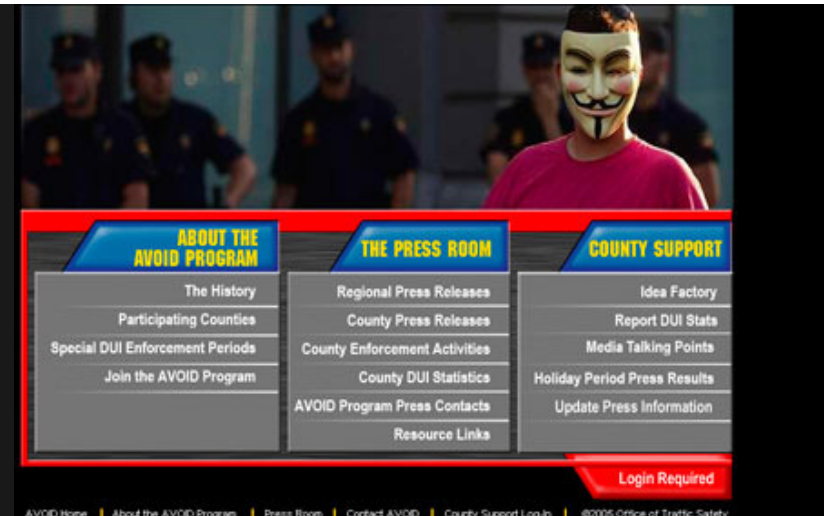 ABOUT THE
AVOID PROGRAM
The History
Participating Counties
Special DUI Enforcement Periods
Join the AVOID Program
THE PRESS ROOM
Regional Press Releases
County Press Releases
County Enforcement Activities
County DUI Statistics
AVOID Program Press Contacts
Resource Links
COUNTY SUPPORT
Idea Factory
Report DUI Stats
Media Talking Points
Holiday Period Press Results
Update Press Information
Login Required
AVOID Home | About the AVOID Program | Press Room | Contact AVOID | County Support Log-In | ©2005 Office of Traffic Safety